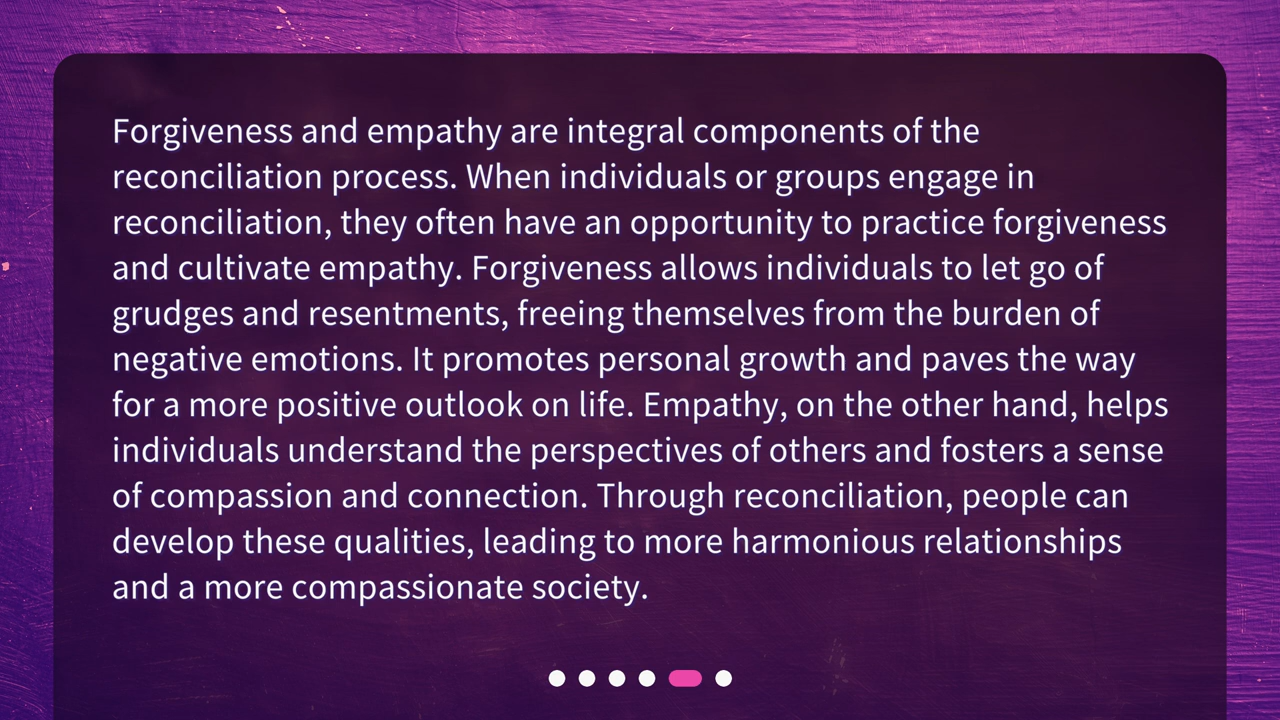 Forgiveness and empathy are integral components of the
reconciliation process. When individuals or groups engage in
reconciliation, they often have an opportunity to practice forgiveness
and cultivate empathy. Forgiveness allows individuals to let go of
grudges and resentments, freeing themselves from the burden of
negative emotions. It promotes personal growth and paves the way
for a more positive outlook on life. Empathy, on the other hand, helps
individuals understand the perspectives of others and fosters a sense
of compassion and connection. Through reconciliation, people can
develop these qualities, leading to more harmonious relationships
and a more compassionate society.